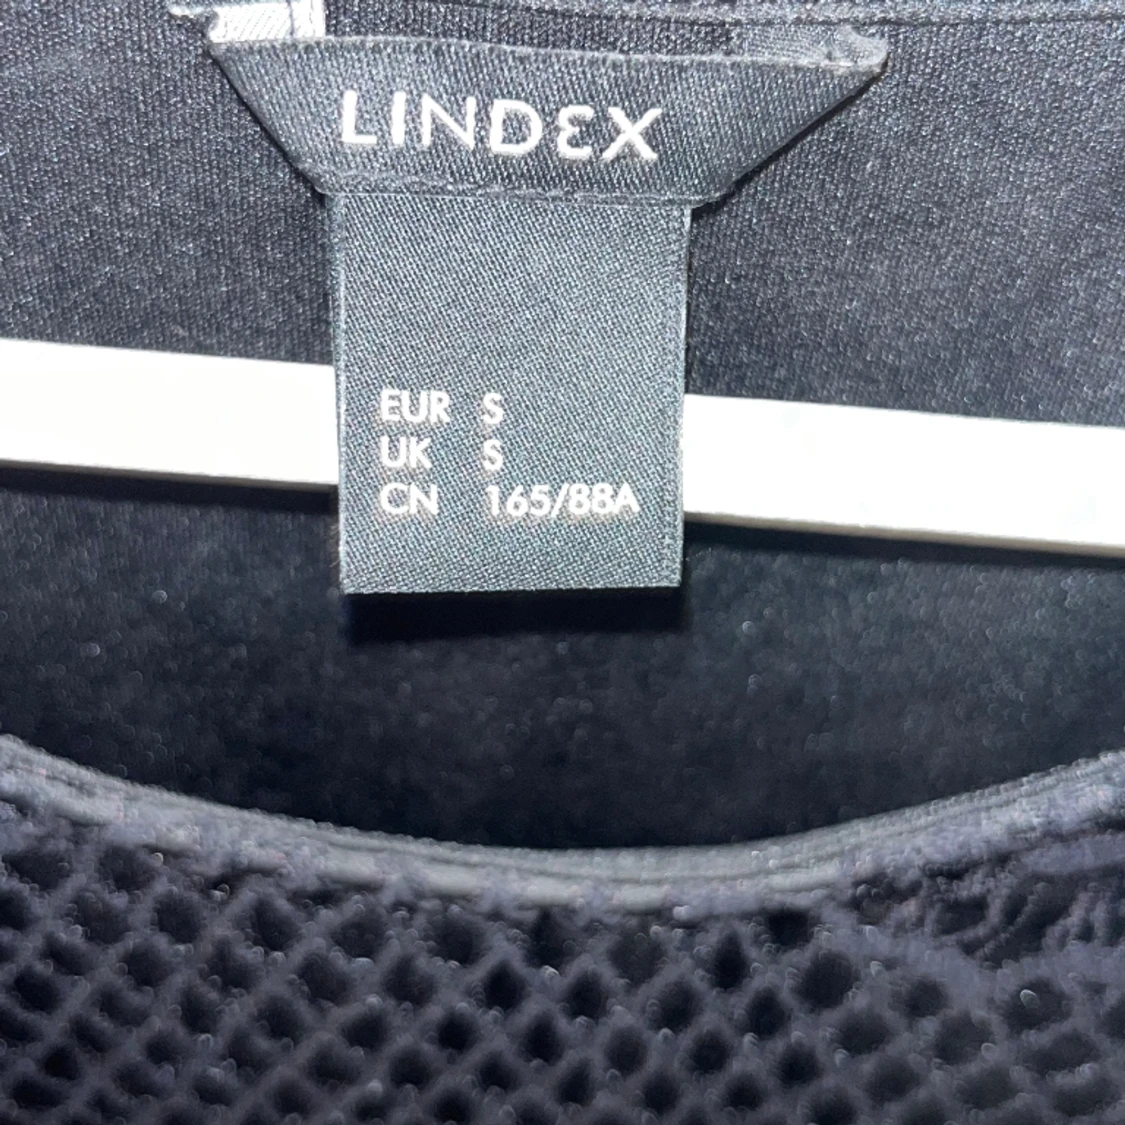 LINDEX
EUR S
UK S
CN 165/88A